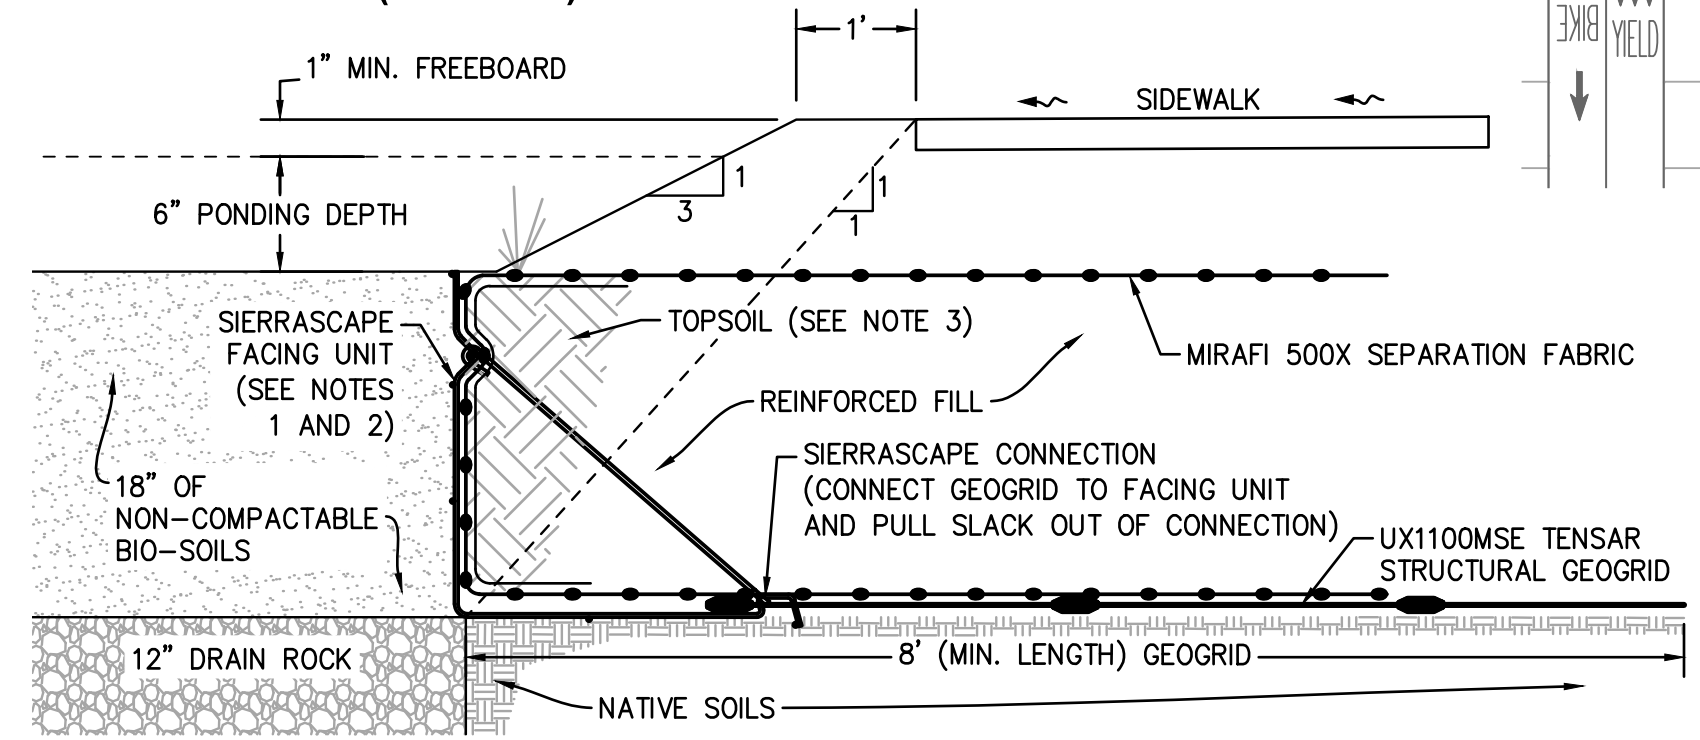 1'
1" MIN. FREEBOARD
BIKE
YIELD
SIDEWALK
1
3
1
1
6" PONDING DEPTH
SIERRASCAPE
FACING UNIT
(SEE NOTES
1 AND 2)
TOPSOIL (SEE NOTE 3)
MIRAFI 500X SEPARATION FABRIC
REINFORCED FILL
SIERRASCAPE CONNECTION
(CONNECT GEOGRID TO FACING UNIT
AND PULL SLACK OUT OF CONNECTION)
18" OF
NON-COMPACTABLE
BIO-SOILS
UX1100MSE TENSAR
STRUCTURAL GEOGRID
12" DRAIN ROCK
8' (MIN. LENGTH) GEOGRID
NATIVE SOILS